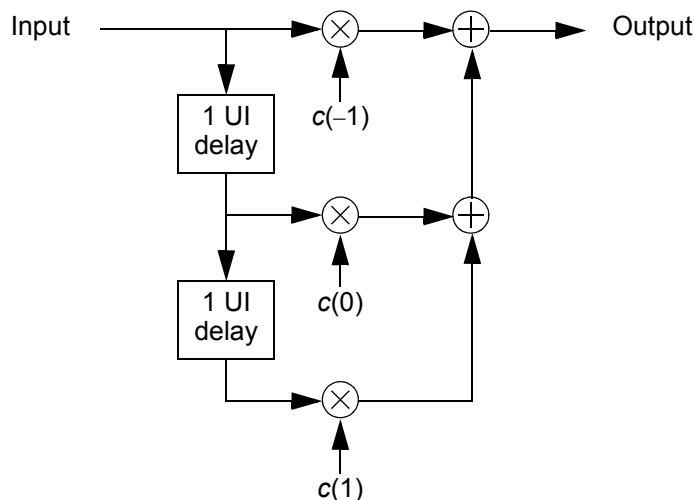 Input
Output
1 UI
delay
c(−1)
1 UI
delay
c(0)
c(1)